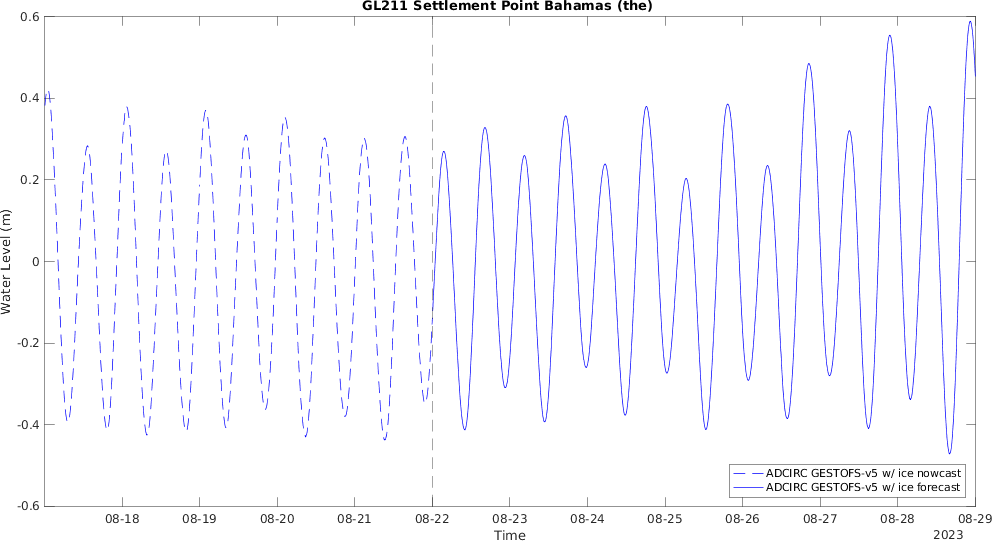 GL211 Settlement Point Bahamas (the)
0.6
0.4
0.2
0
-0.2
-0.4
-0.6
Water Level (m)
ADCIRC GESTOFS-v5 w/ ice nowcast
ADCIRC GESTOFS-v5 w/ ice forecast
08-18 08-19 08-20 08-21 08-22 08-23 08-24 08-25 08-26 08-27 08-28 08-29
Time
2023